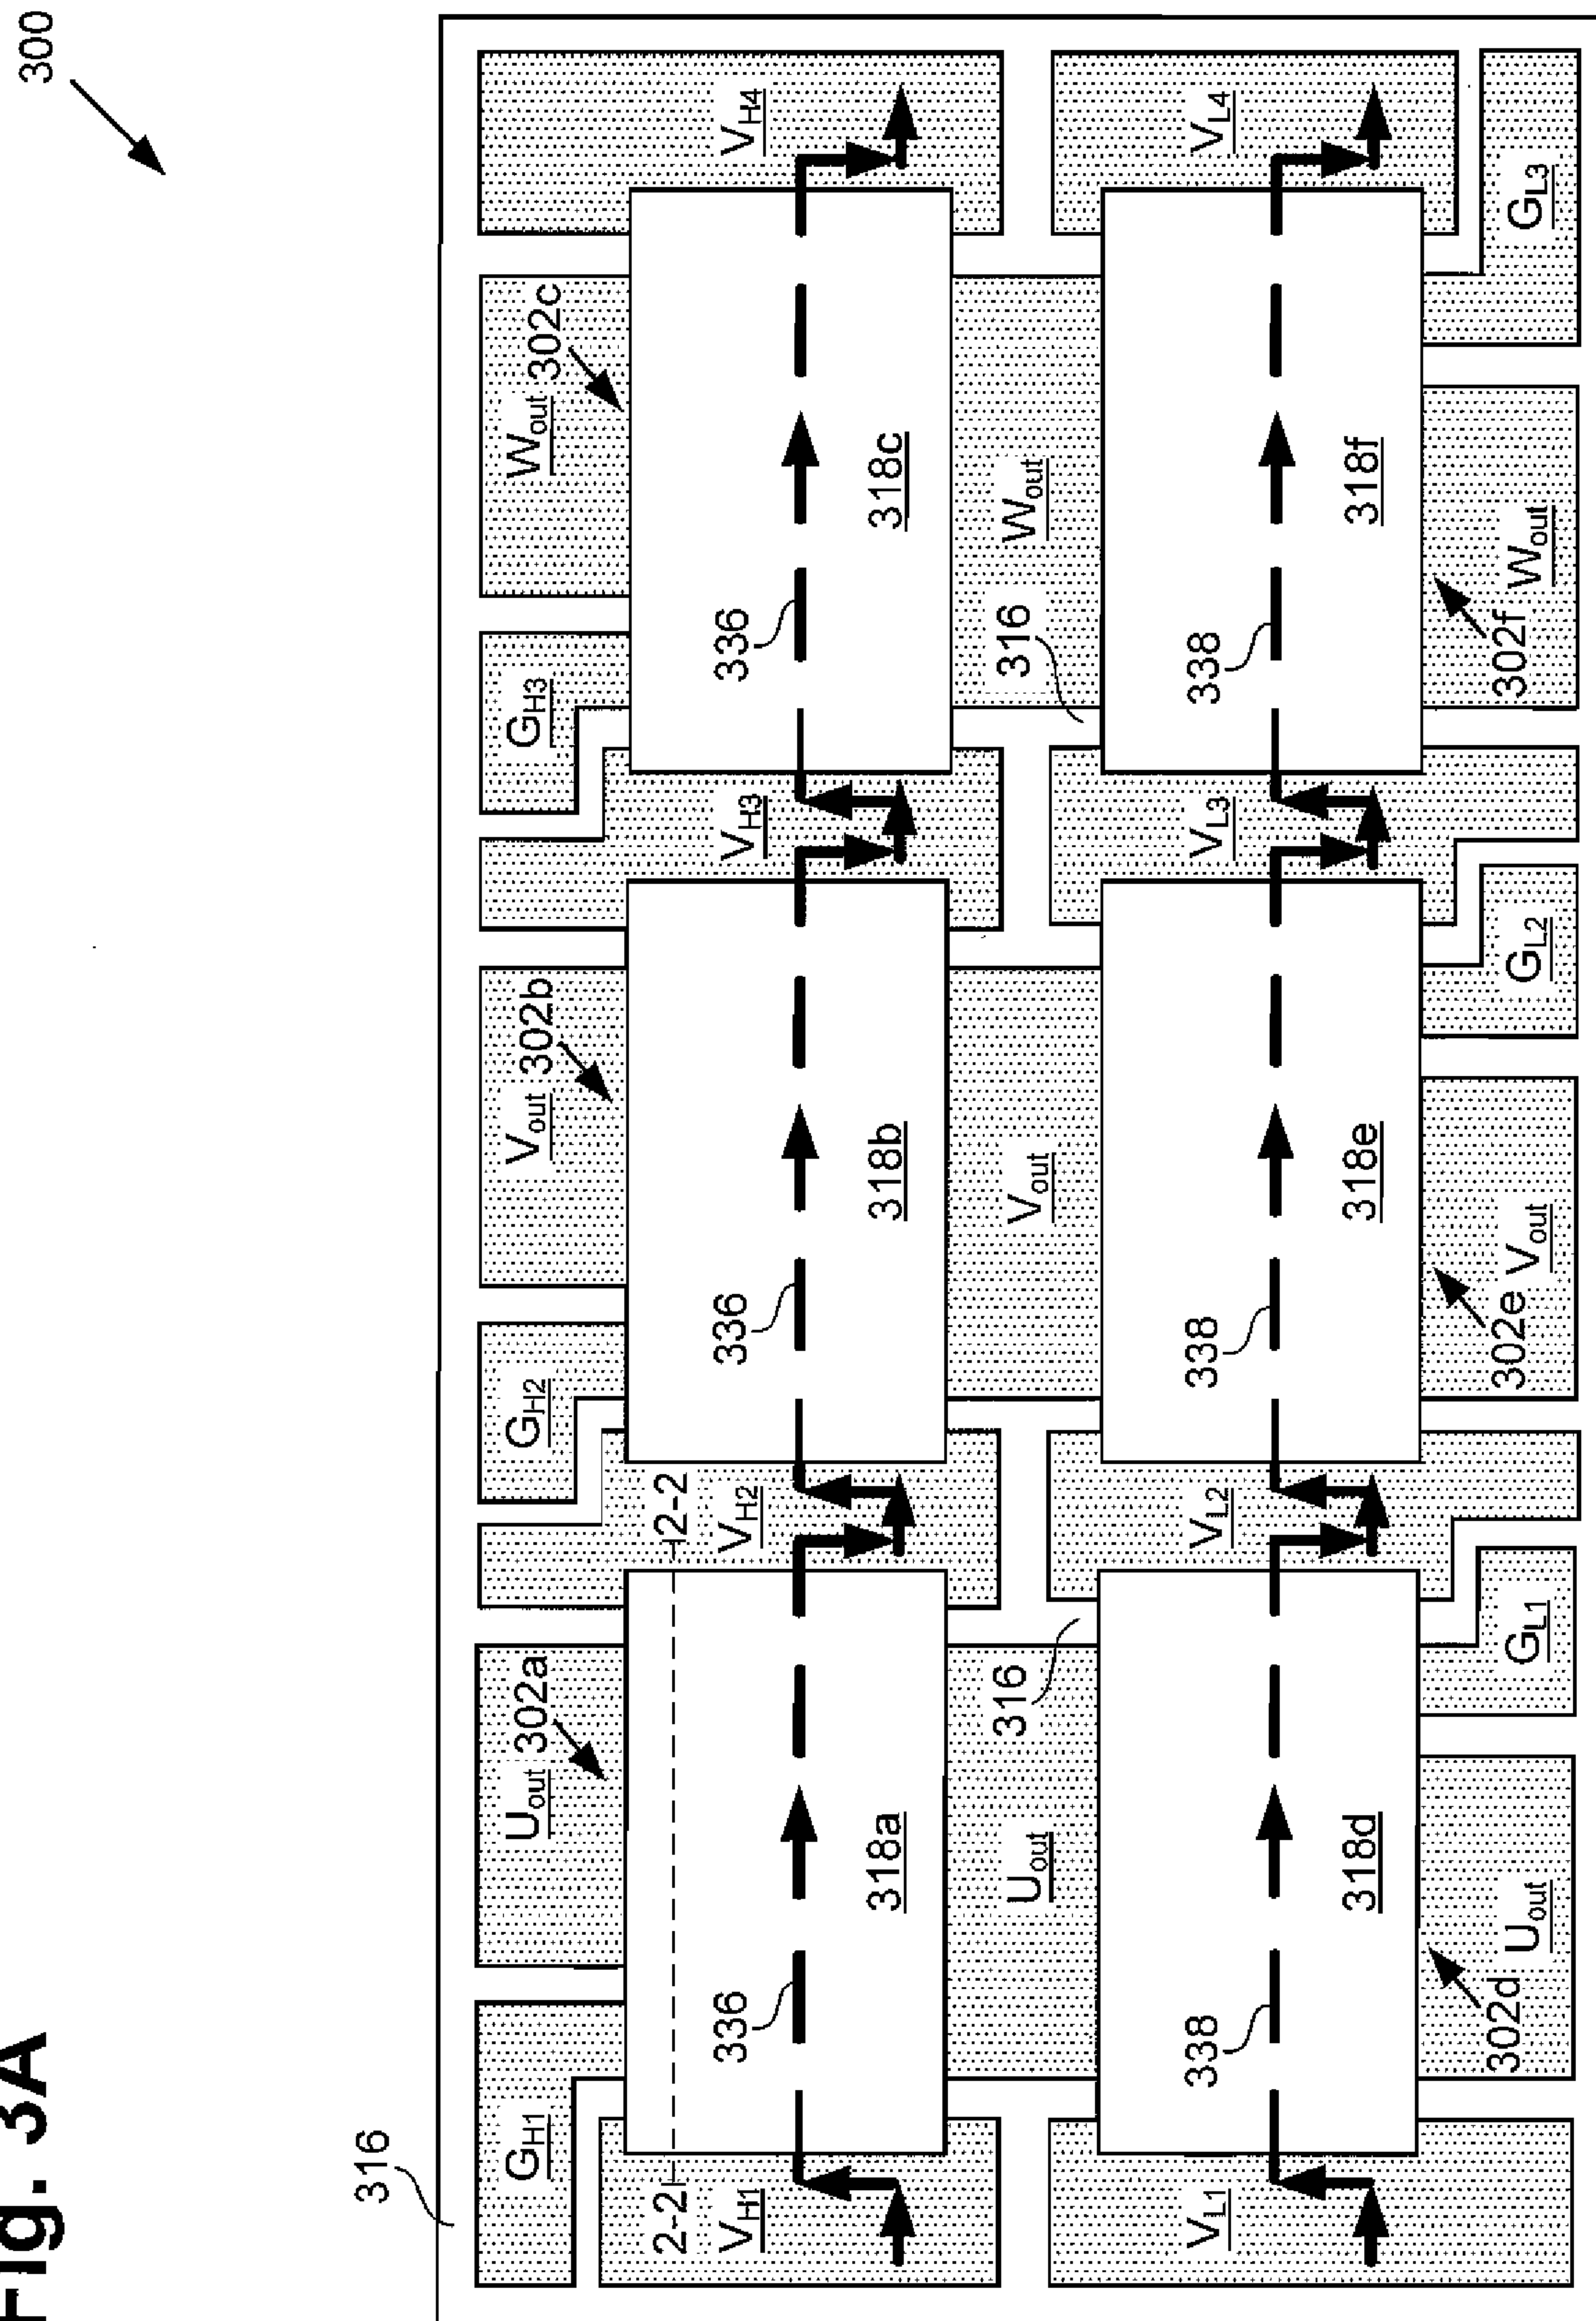 Fig. 3A
300
316
G_H1
U_out
302a
G_H2
V_out
302b
G_H3
W_out
302c
2-2
2-2
V_H1
336
V_H2
336
V_H3
336
V_H4
318a
318b
318c
U_out
316
V_out
316
W_out
V_L1
338
V_L2
338
V_L3
338
V_L4
318d
318e
318f
302d
U_out
G_L1
302e
V_out
G_L2
302f
W_out
G_L3